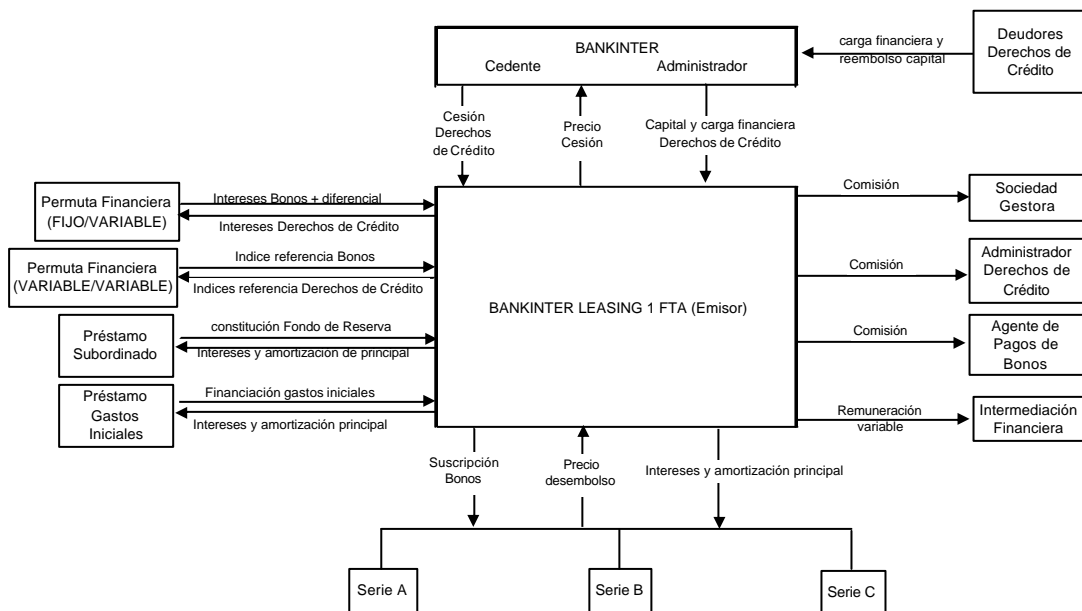 BANKINTER
Cedente
Administrador
carga financiera y
reembolso capital
Deudores
Derechos de
Crédito
Cesión
Derechos
de Crédito
Precio
Cesión
Capital y carga financiera
Derechos de Crédito
Permuta Financiera
(FIJO/VARIABLE)
Intereses Bonos + diferencial
Intereses Derechos de Crédito
Permuta Financiera
(VARIABLE/VARIABLE)
Indice referencia Bonos
Indices referencia Derechos de Crédito
Préstamo
Subordinado
constitución Fondo de Reserva
Intereses y amortización de principal
Préstamo
Gastos
Iniciales
Financiación gastos iniciales
Intereses y amortización principal
BANKINTER LEASING 1 FTA (Emisor)
Comisión
Sociedad
Gestora
Comisión
Administrador
Derechos de
Crédito
Comisión
Agente de
Pagos de
Bonos
Remuneración
variable
Intermediación
Financiera
Suscripción
Bonos
Precio
desembolso
Intereses y amortización principal
Serie A
Serie B
Serie C